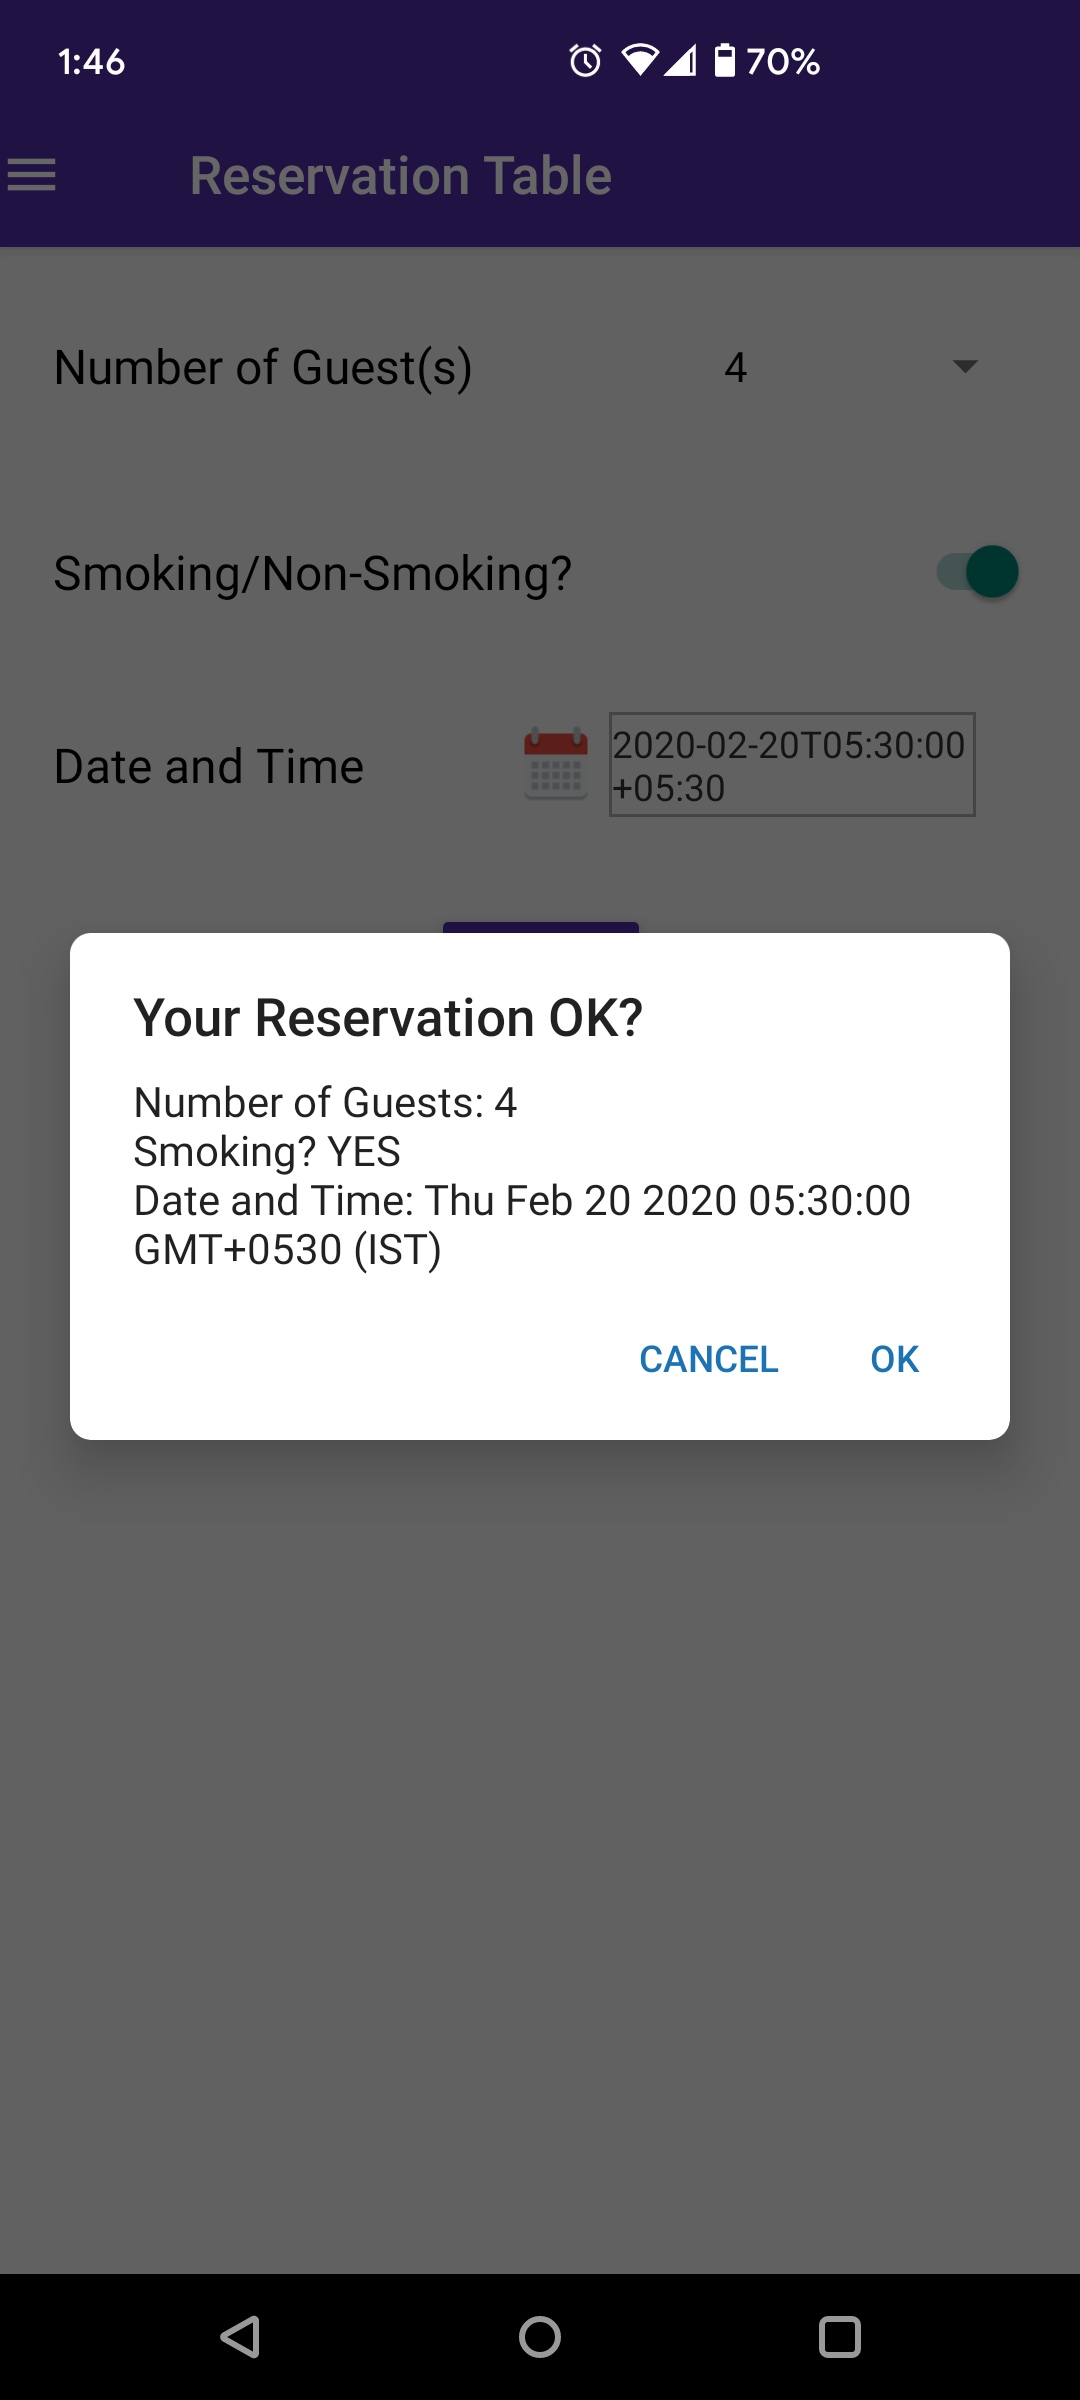 1:46
70%
Reservation Table
Number of Guest(s)
4
Smoking/Non-Smoking?
Date and Time
2020-02-20T05:30:00
+05:30
Your Reservation OK?
Number of Guests: 4
Smoking? YES
Date and Time: Thu Feb 20 2020 05:30:00
GMT+0530 (IST)
CANCEL
OK